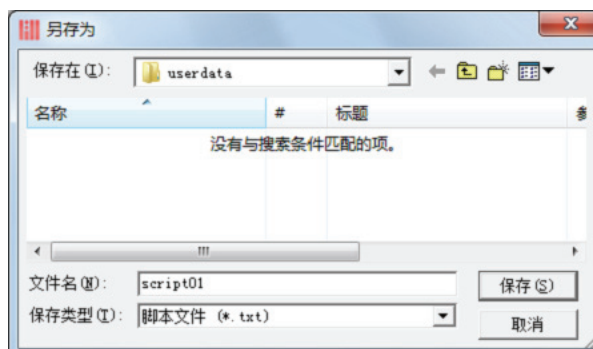 另存为
保存在(I): userdata
名称 # 标题
没有与搜索条件匹配的项。
文件名(N): script01 保存(S)
保存类型(T): 脚本文件 (*.txt) 取消